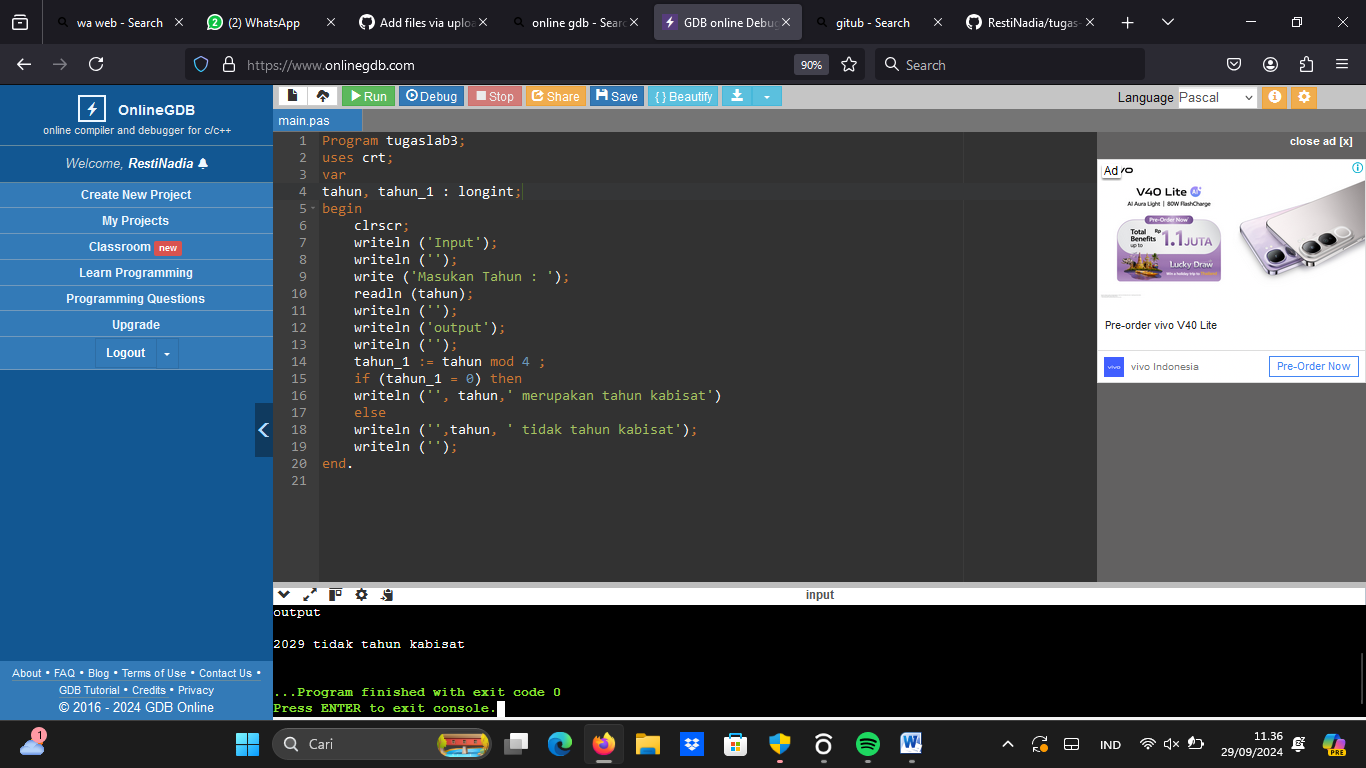 wa web - Search
(2) WhatsApp
Add files via uploa
online gdb - Searc
GDB online Debug
gitub - Search
RestiNadia/tugas-
https://www.onlinegdb.com
90%
Search
OnlineGDB
online compiler and debugger for c/c++
Welcome, RestiNadia
Create New Project
My Projects
Classroom new
Learn Programming
Programming Questions
Upgrade
Logout
About • FAQ • Blog • Terms of Use • Contact Us •
GDB Tutorial • Credits • Privacy
© 2016 - 2024 GDB Online
Run Debug Stop Share Save { } Beautify
Language Pascal
main.pas
1 Program tugaslab3;
2 uses crt;
3 var
4 tahun, tahun_1 : longint;
5 begin
6 clrscr;
7 writeln ('Input');
8 writeln ('');
9 write ('Masukan Tahun : ');
10 readln (tahun);
11 writeln ('');
12 writeln ('output');
13 writeln ('');
14 tahun_1 := tahun mod 4 ;
15 if (tahun_1 = 0) then
16 writeln ('', tahun,' merupakan tahun kabisat')
17 else
18 writeln ('',tahun, ' tidak tahun kabisat');
19 writeln ('');
20 end.
21
close ad [x]
Ad
V40 Lite
AI Aura Light | 80W FlashCharge
Pre-Order Now
Total Benefits up to Rp 1.1JUTA
Lucky Draw
Pre-order vivo V40 Lite
vivo
vivo Indonesia
Pre-Order Now
input
output
2029 tidak tahun kabisat
...Program finished with exit code 0
Press ENTER to exit console.
1
Cari
IND
11.36
29/09/2024
PRE